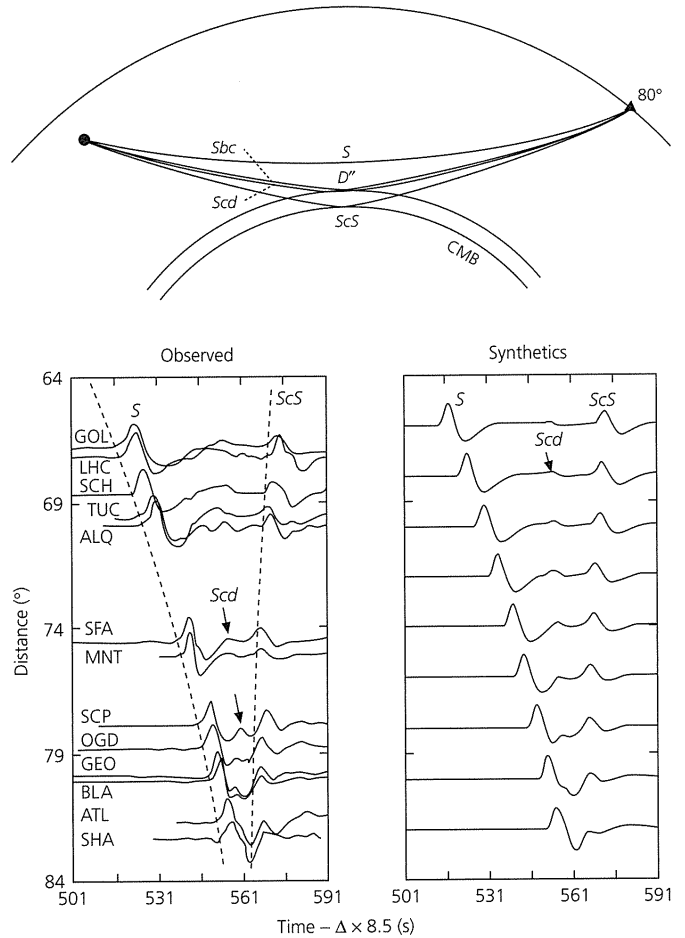 80°
Sbc
S
D″
Scd
ScS
CMB
Observed
Synthetics
64
S
ScS
S
ScS
GOL
LHC
Scd
SCH
69
TUC
ALQ
Scd
74
SFA
MNT
Distance (°)
SCP
OGD
79
GEO
BLA
ATL
SHA
84
501
531
561
591
501
531
561
591
Time – Δ × 8.5 (s)